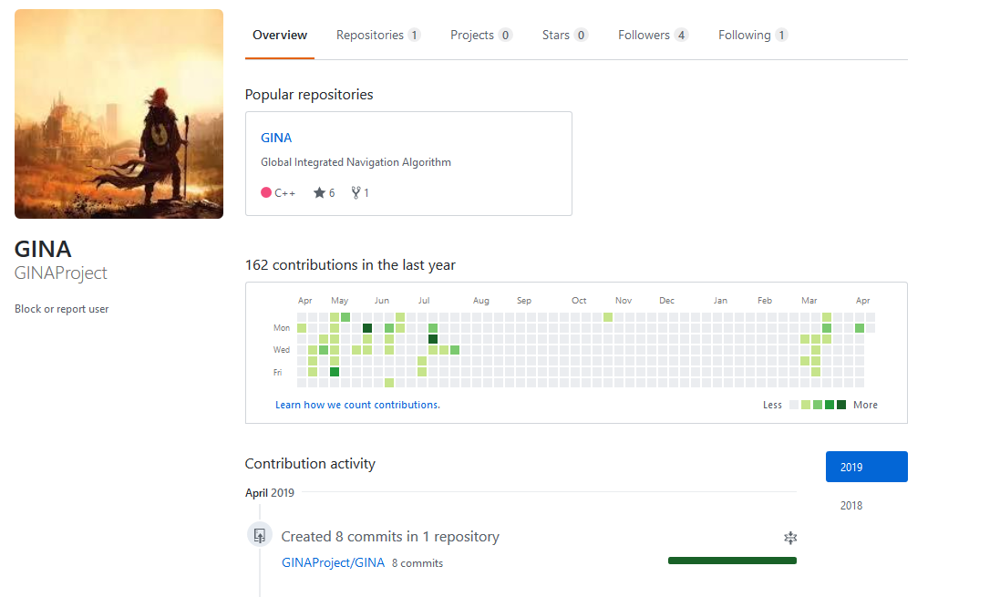 Overview Repositories 1 Projects 0 Stars 0 Followers 4 Following 1
Popular repositories
GINA
Global Integrated Navigation Algorithm
C++ 6 1
GINA
GINAProject
Block or report user
162 contributions in the last year
Apr May Jun Jul Aug Sep Oct Nov Dec Jan Feb Mar Apr
Mon
Wed
Fri
Learn how we count contributions. Less More
Contribution activity
2019
2018
April 2019
Created 8 commits in 1 repository
GINAProject/GINA 8 commits